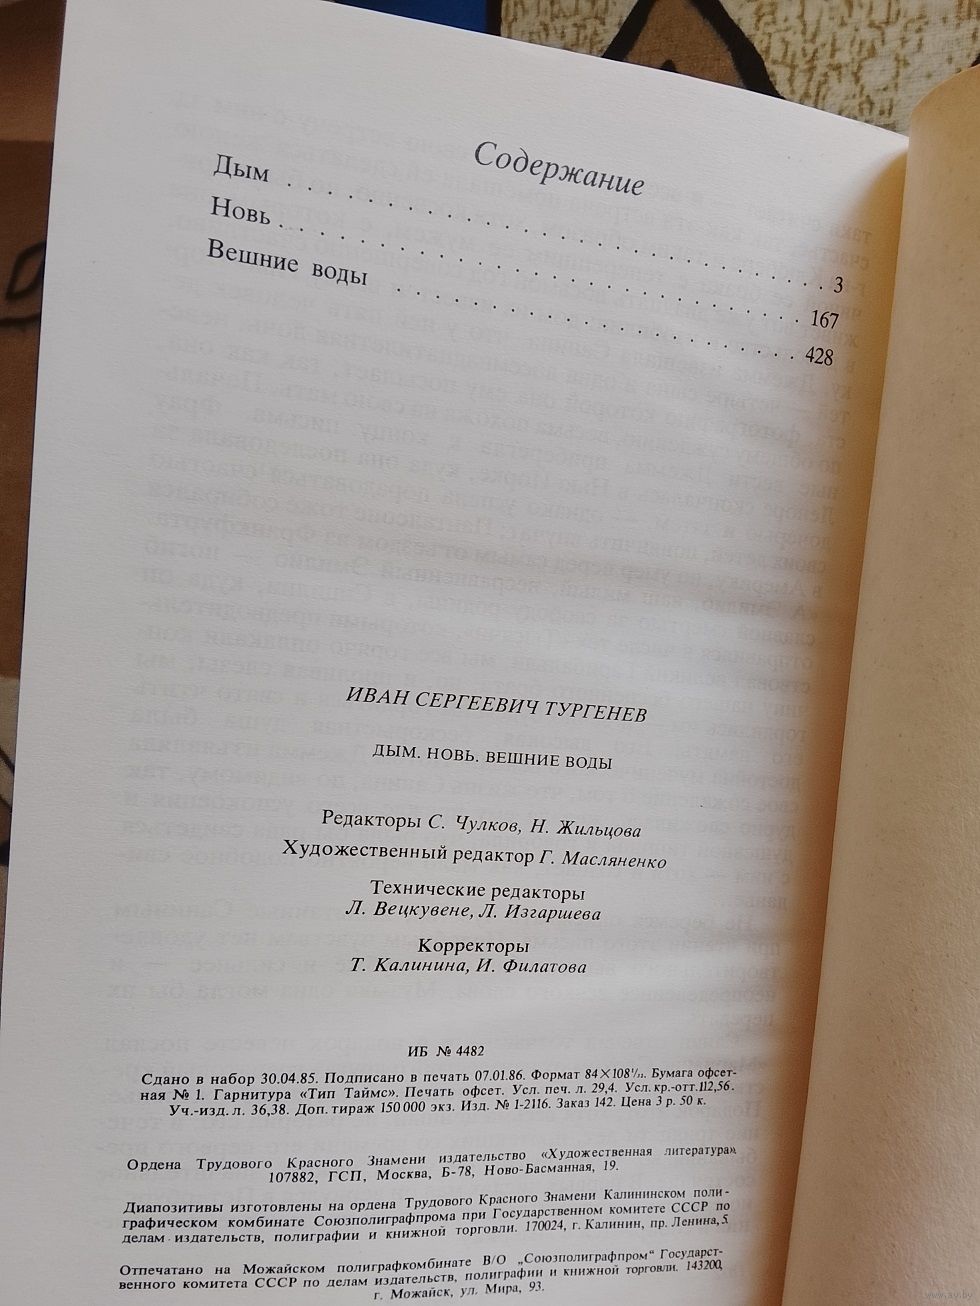 Содержание
Дым . . . . . . . . . . . . . . . . . . . . . . . . . . . 3
Новь . . . . . . . . . . . . . . . . . . . . . . . . . . . 167
Вешние воды . . . . . . . . . . . . . . . . . . . . . 428
ИВАН СЕРГЕЕВИЧ ТУРГЕНЕВ
ДЫМ. НОВЬ. ВЕШНИЕ ВОДЫ
Редакторы С. Чулков, Н. Жильцова
Художественный редактор Г. Масляненко
Технические редакторы
Л. Вецкувене, Л. Изгаршева
Корректоры
Т. Калинина, И. Филатова
ИБ № 4482
Сдано в набор 30.04.85. Подписано в печать 07.01.86. Формат 84×108¹/₃₂. Бумага офсет-
ная № 1. Гарнитура «Тип Таймс». Печать офсет. Усл. печ. л. 29,4. Усл. кр.-отт.112,56.
Уч.-изд. л. 36,38. Доп. тираж 150 000 экз. Изд. № 1-2116. Заказ 142. Цена 3 р. 50 к.
Ордена Трудового Красного Знамени издательство «Художественная литература».
107882, ГСП, Москва, Б-78, Ново-Басманная, 19.
Диапозитивы изготовлены на ордена Трудового Красного Знамени Калининском поли-
графическом комбинате Союзполиграфпрома при Государственном комитете СССР по
делам издательств, полиграфии и книжной торговли. 170024, г. Калинин, пр. Ленина, 5.
Отпечатано на Можайском полиграфкомбинате В/О „Союзполиграфпром" Государст-
венного комитета СССР по делам издательств, полиграфии и книжной торговли. 143200,
г. Можайск, ул. Мира, 93.
www.ay.by